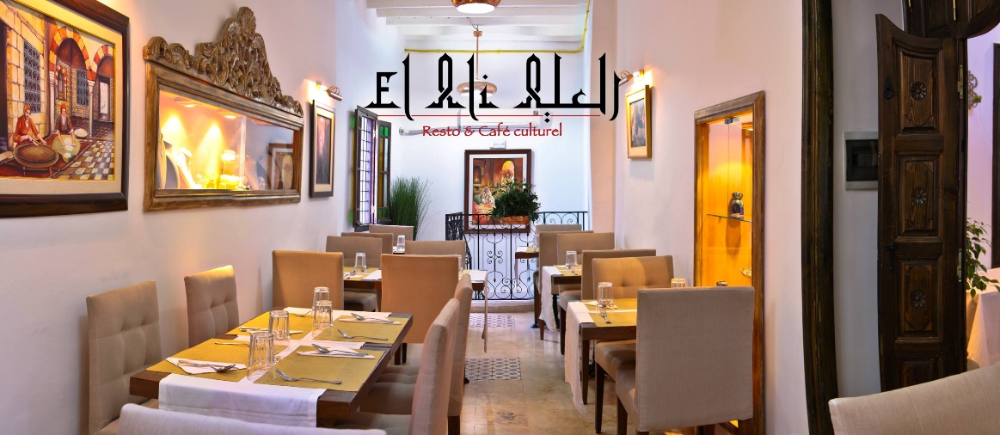 El Ali العلي
Resto & Café culturel